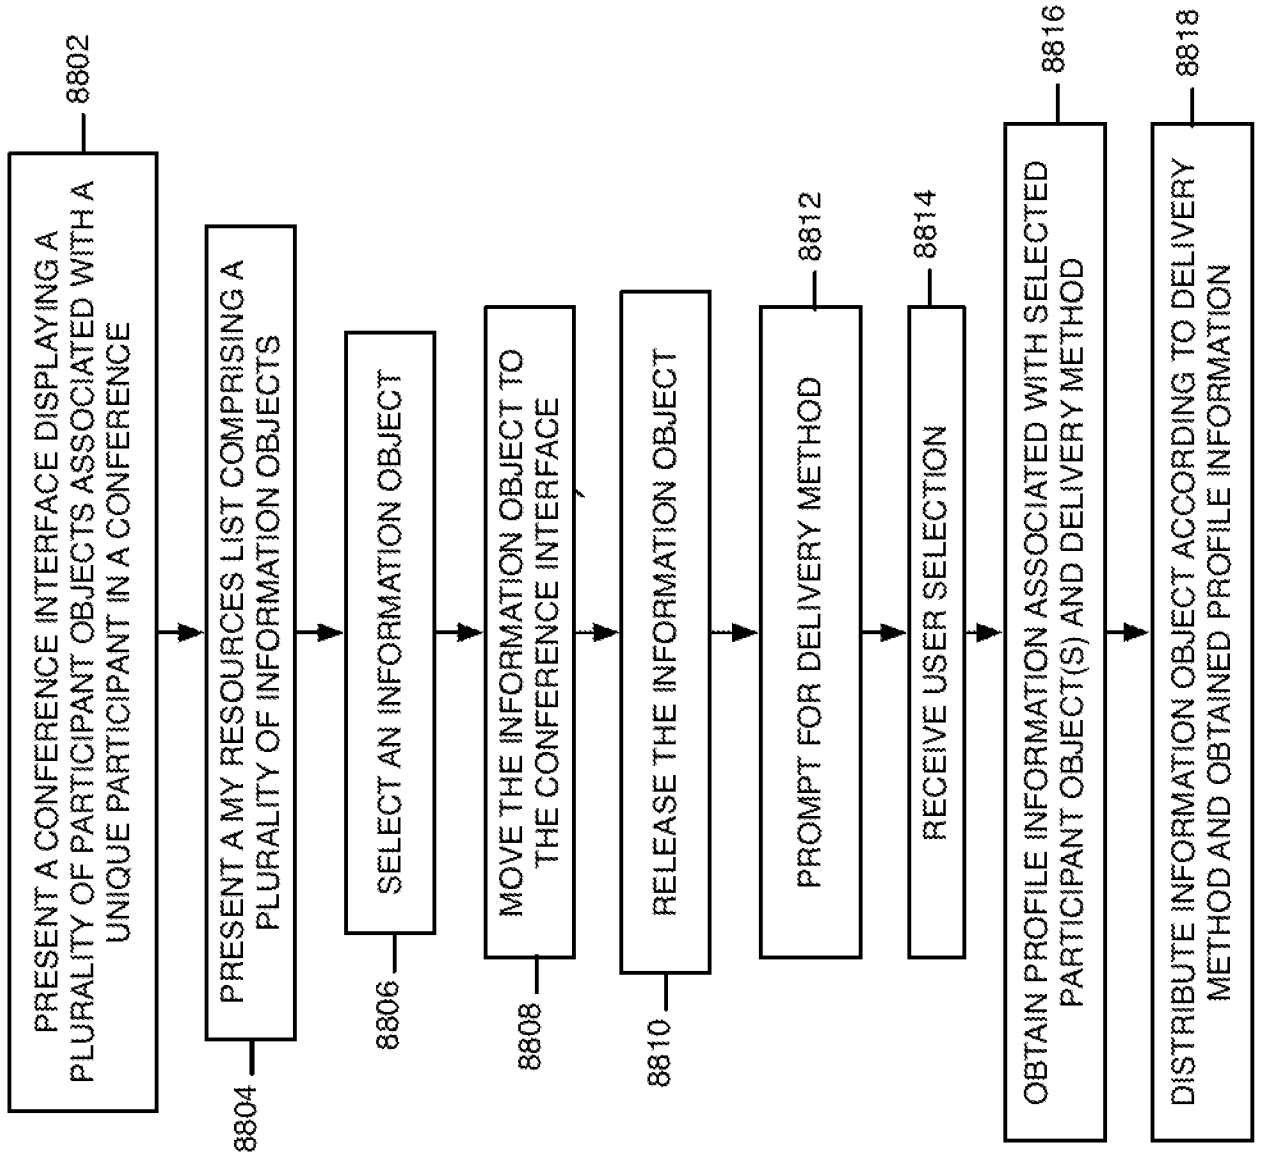 PRESENT A CONFERENCE INTERFACE DISPLAYING A
PLURALITY OF PARTICIPANT OBJECTS ASSOCIATED WITH A
UNIQUE PARTICIPANT IN A CONFERENCE
8802
PRESENT A MY RESOURCES LIST COMPRISING A
PLURALITY OF INFORMATION OBJECTS
8804
SELECT AN INFORMATION OBJECT
8806
MOVE THE INFORMATION OBJECT TO
THE CONFERENCE INTERFACE
8808
RELEASE THE INFORMATION OBJECT
8810
PROMPT FOR DELIVERY METHOD
8812
RECEIVE USER SELECTION
8814
OBTAIN PROFILE INFORMATION ASSOCIATED WITH SELECTED
PARTICIPANT OBJECT(S) AND DELIVERY METHOD
8816
DISTRIBUTE INFORMATION OBJECT ACCORDING TO DELIVERY
METHOD AND OBTAINED PROFILE INFORMATION
8818